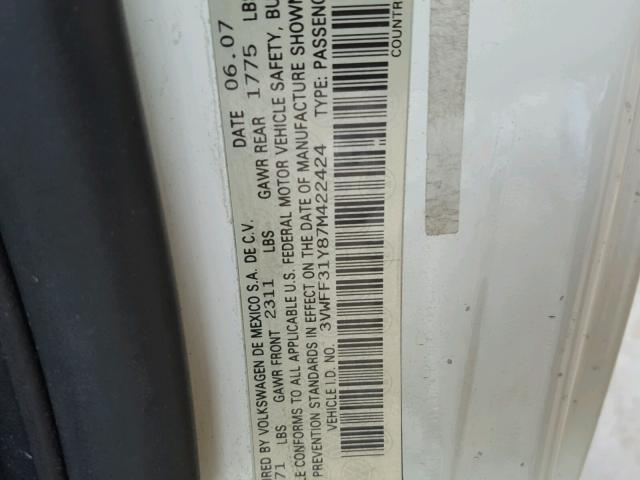 URED BY VOLKSWAGEN DE MEXICO S.A. DE C.V. DATE 06.07
71 LBS GAWR FRONT 2311 LBS GAWR REAR 1775 LBS
LE CONFORMS TO ALL APPLICABLE U.S. FEDERAL MOTOR VEHICLE SAFETY, BU
PREVENTION STANDARDS IN EFFECT ON THE DATE OF MANUFACTURE SHOWN
VEHICLE I.D. NO. 3VWFF31Y87M422424 TYPE: PASSENG
COUNTR